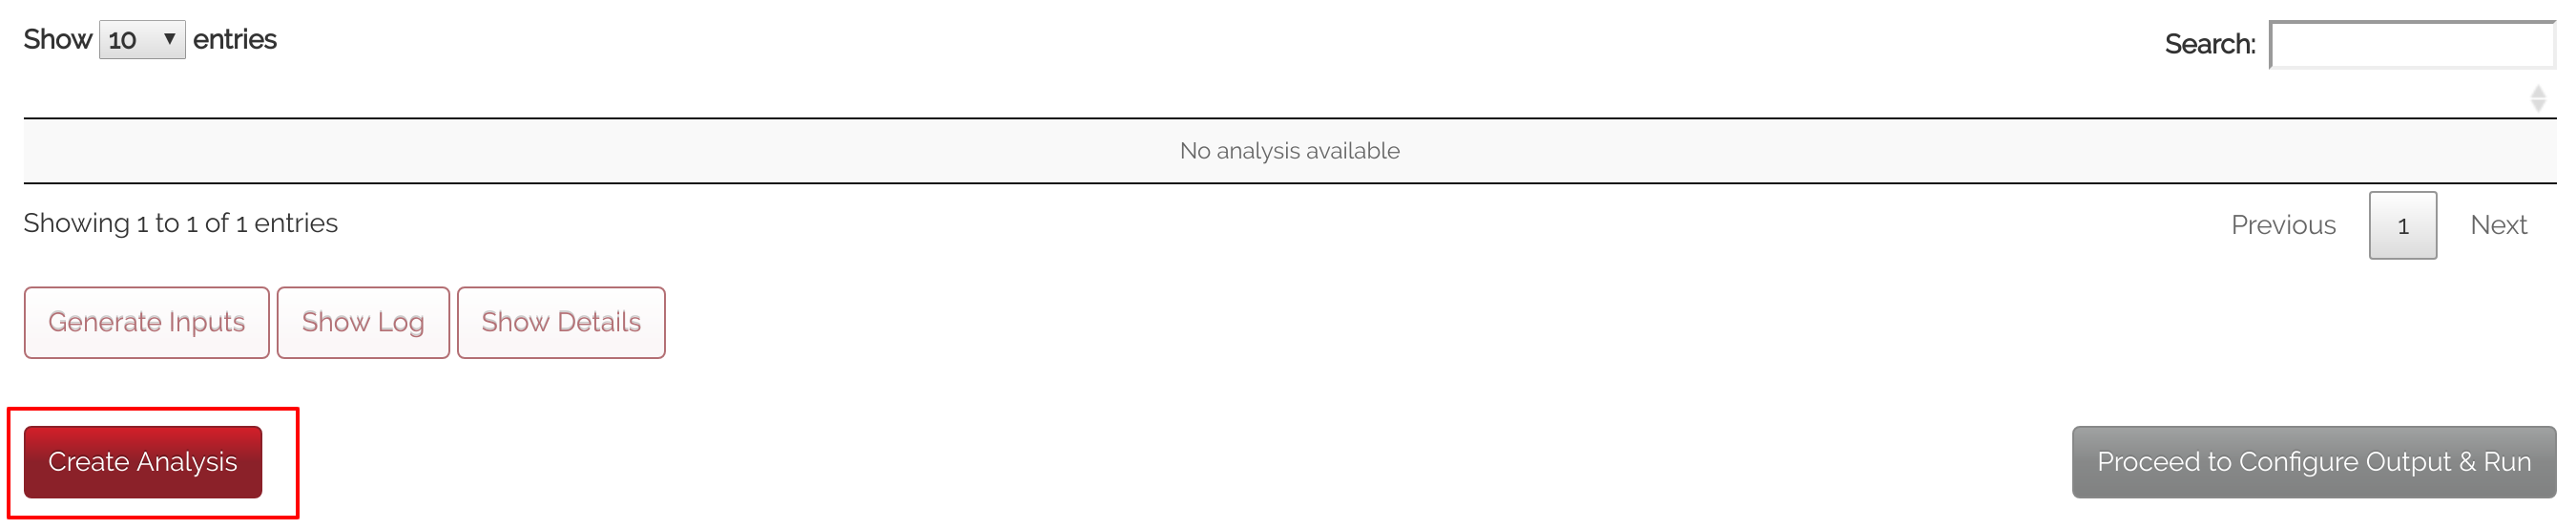 Show 10 entries
Search:
No analysis available
Showing 1 to 1 of 1 entries
Previous 1 Next
Generate Inputs Show Log Show Details
Create Analysis
Proceed to Configure Output & Run